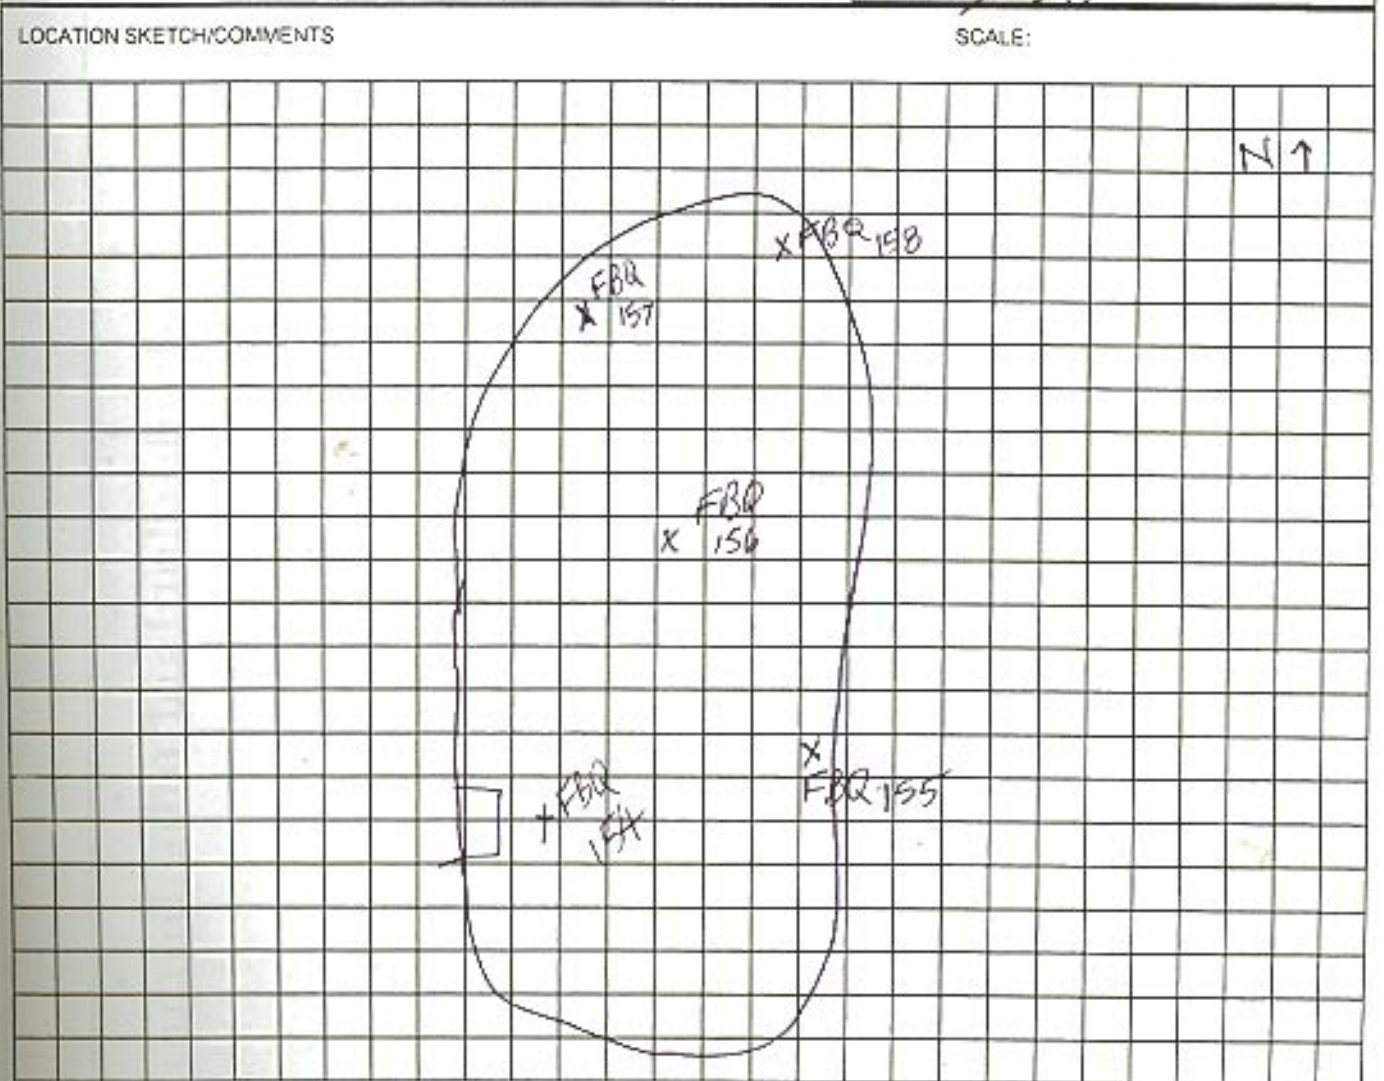 LOCATION SKETCH/COMMENTS
SCALE:
N ↑
x FBQ 158
FBQ
x 157
FBQ
x 156
x
FBQ 155
+ FBQ
154